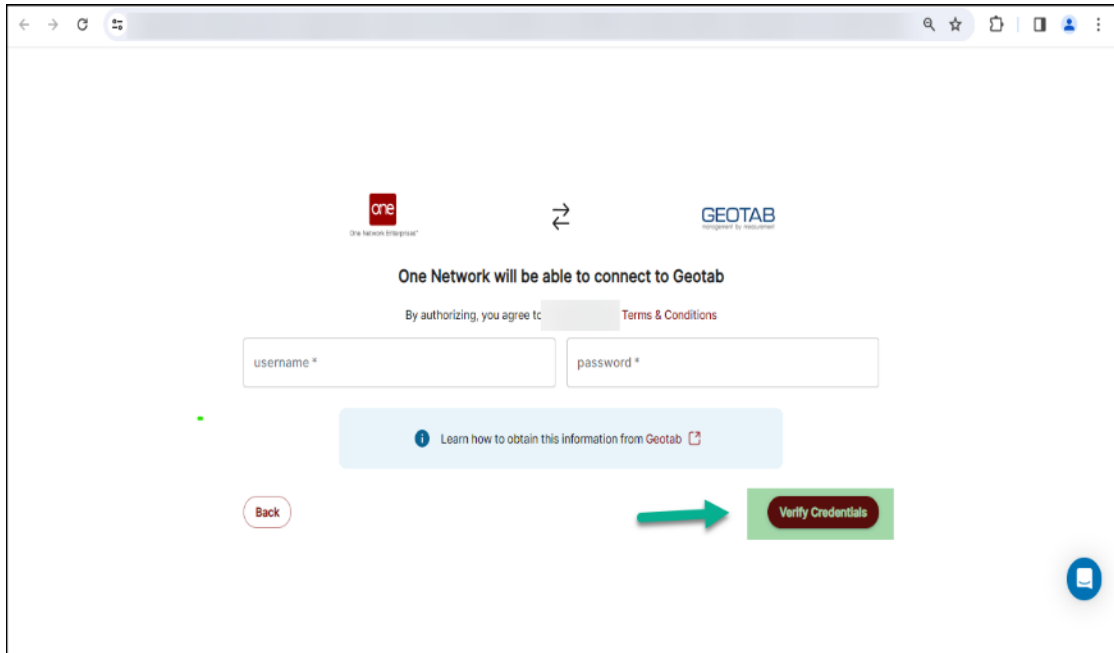 one
One Network Enterprises™
GEOTAB
management by measurement
One Network will be able to connect to Geotab
By authorizing, you agree to Terms & Conditions
username * password *
Learn how to obtain this information from Geotab
Back Verify Credentials